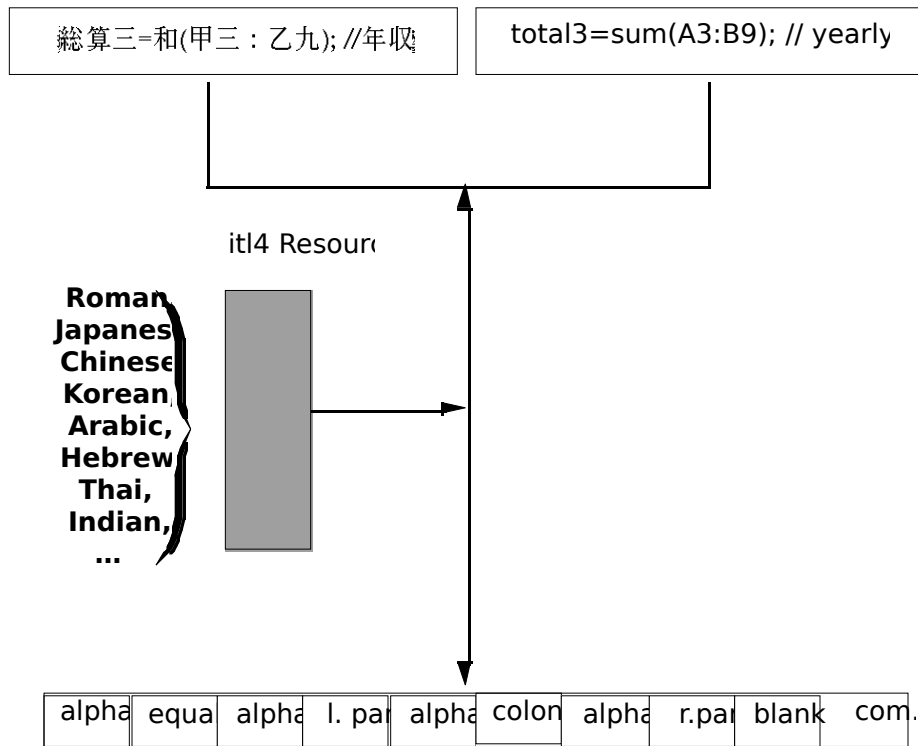 総算三=和(甲三：乙九); //年収
total3=sum(A3:B9); // yearly
itl4 Resourc
Roman,
Japanes
Chinese
Korean,
Arabic,
Hebrew
Thai,
Indian,
…
alpha
equa
alpha
l. par
alpha
colon
alpha
r.par
blank
com.